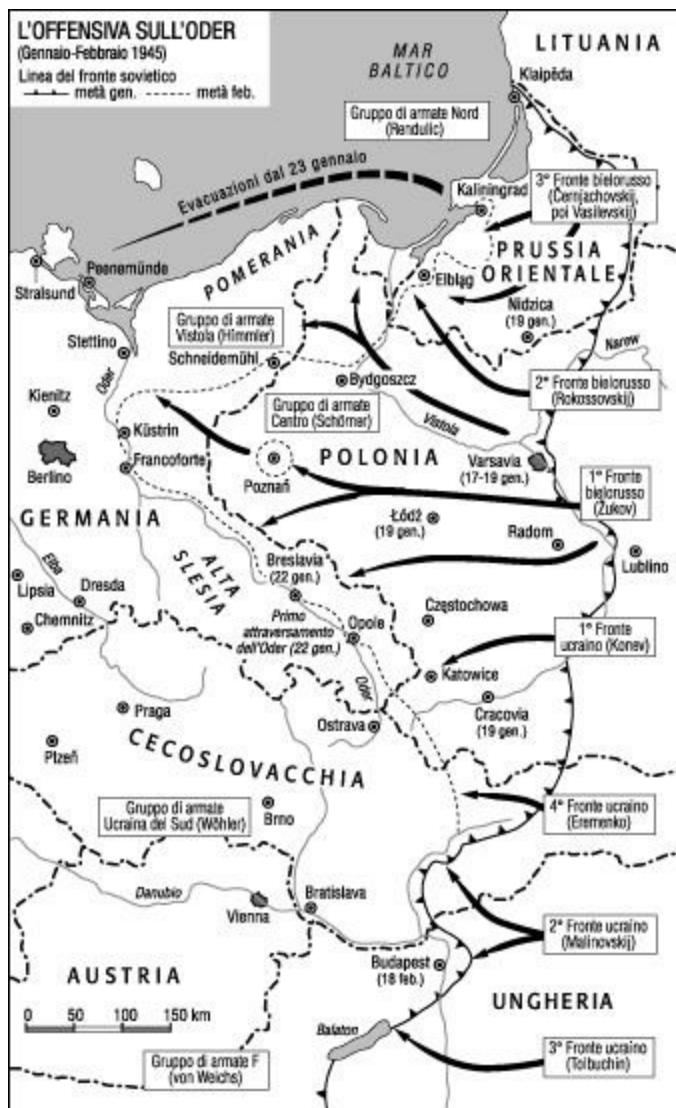 L'OFFENSIVA SULL'ODER
(Gennaio-Febbraio 1945)
Linea del fronte sovietico
metà gen.
metà feb.
MAR
BALTICO
LITUANIA
Klaipėda
Gruppo di armate Nord
(Rendulic)
Evacuazioni dal 23 gennaio
Kaliningrad
3° Fronte bielorusso
(Černjachovskij,
poi Vasilevskij)
PRUSSIA
ORIENTALE
POMERANIA
Elbląg
Peenemünde
Stralsund
Nidzica
(19 gen.)
Gruppo di armate
Vistola (Himmler)
Stettino
Schneidemühl
Narew
Oder
Bydgoszcz
2° Fronte bielorusso
(Rokossovskij)
Kienitz
Gruppo di armate
Centro (Schörner)
Vistola
Küstrin
POLONIA
Berlino
Francoforte
Poznań
Varsavia
(17-19 gen.)
1° Fronte
bielorusso
(Žukov)
GERMANIA
Łódź
(19 gen.)
Radom
Lublino
Elba
ALTA
SLESIA
Breslavia
(22 gen.)
Lipsia
Dresda
Chemnitz
Primo
attraversamento
dell'Oder (22 gen.)
Opole
Częstochowa
1° Fronte
ucraino (Konev)
Oder
Katowice
Praga
Ostrava
Cracovia
(19 gen.)
Plzeň
CECOSLOVACCHIA
Gruppo di armate
Ucraina del Sud (Wöhler)
Brno
4° Fronte ucraino
(Eremenko)
Danubio
Vienna
Bratislava
2° Fronte ucraino
(Malinovskij)
AUSTRIA
Budapest
(18 feb.)
UNGHERIA
0 50 100 150 km
Balaton
Gruppo di armate F
(von Weichs)
3° Fronte ucraino
(Tolbuchin)